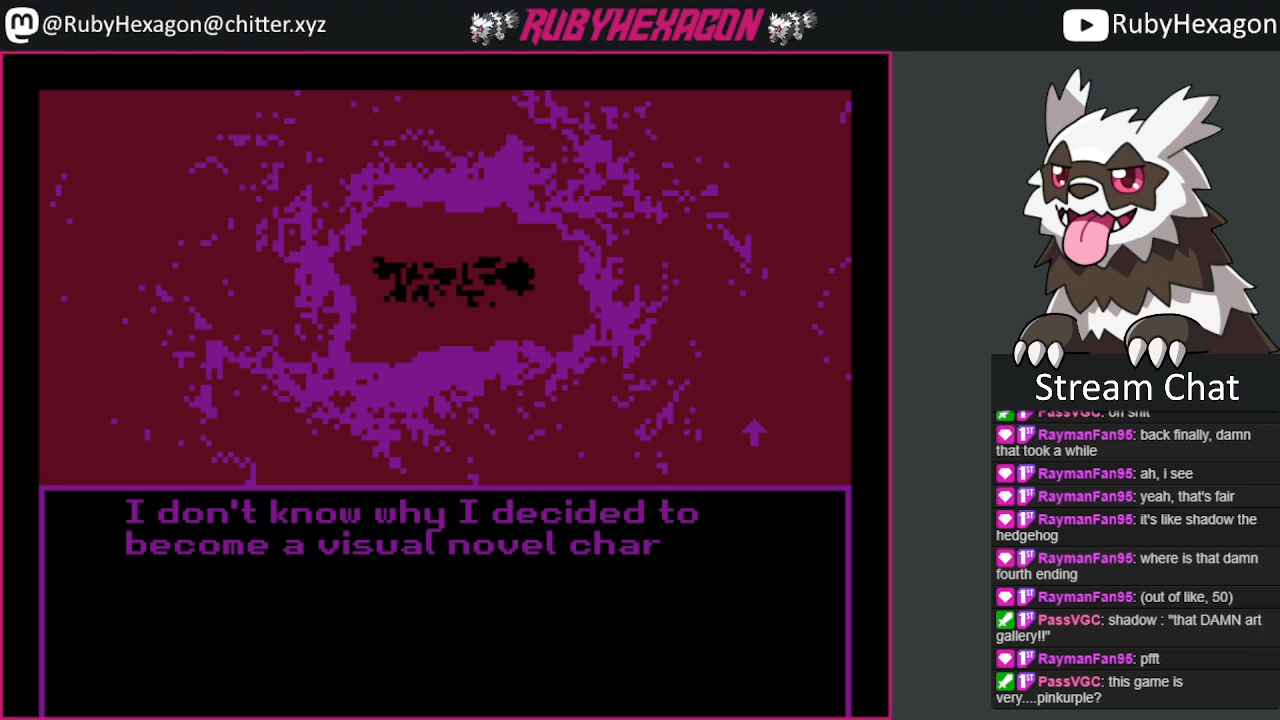 @RubyHexagon@chitter.xyz
RUBYHEXAGON
RubyHexagon
I don't know why I decided to
become a visual novel char
Stream Chat
PassVGC: oh shit
RaymanFan95: back finally, damn
that took a while
RaymanFan95: ah, i see
RaymanFan95: yeah, that's fair
RaymanFan95: it's like shadow the
hedgehog
RaymanFan95: where is that damn
fourth ending
RaymanFan95: (out of like, 50)
PassVGC: shadow : "that DAMN art
gallery!!"
RaymanFan95: pfft
PassVGC: this game is
very....pinkurple?